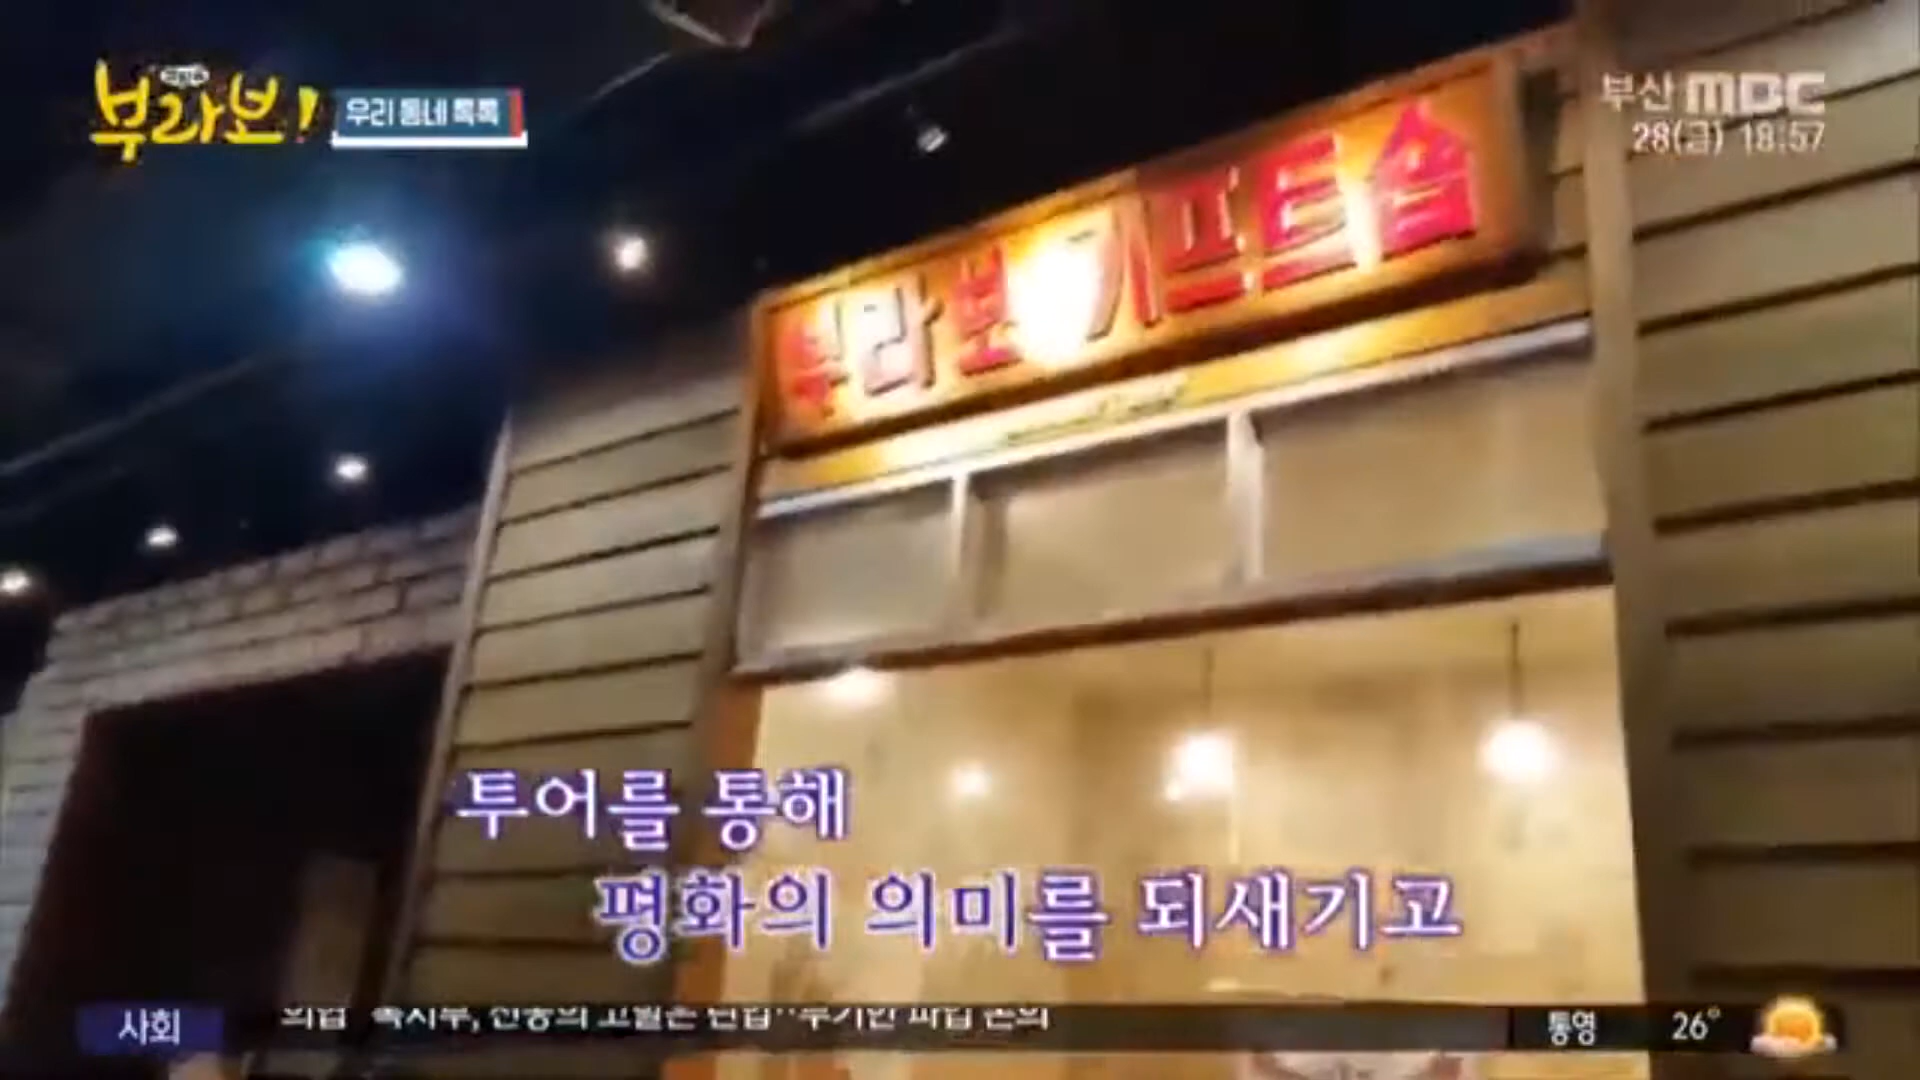 부라보!
우리 동네 톡톡
부산 MBC
28(금) 18:57
부라보 기프트숍
투어를 통해
평화의 의미를 되새기고
사회
통영 26°